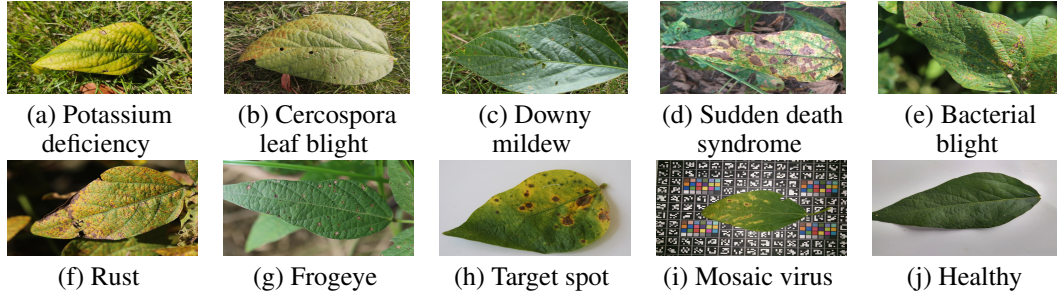 (a) Potassium
deficiency
(b) Cercospora
leaf blight
(c) Downy
mildew
(d) Sudden death
syndrome
(e) Bacterial
blight
(f) Rust
(g) Frogeye
(h) Target spot
(i) Mosaic virus
(j) Healthy